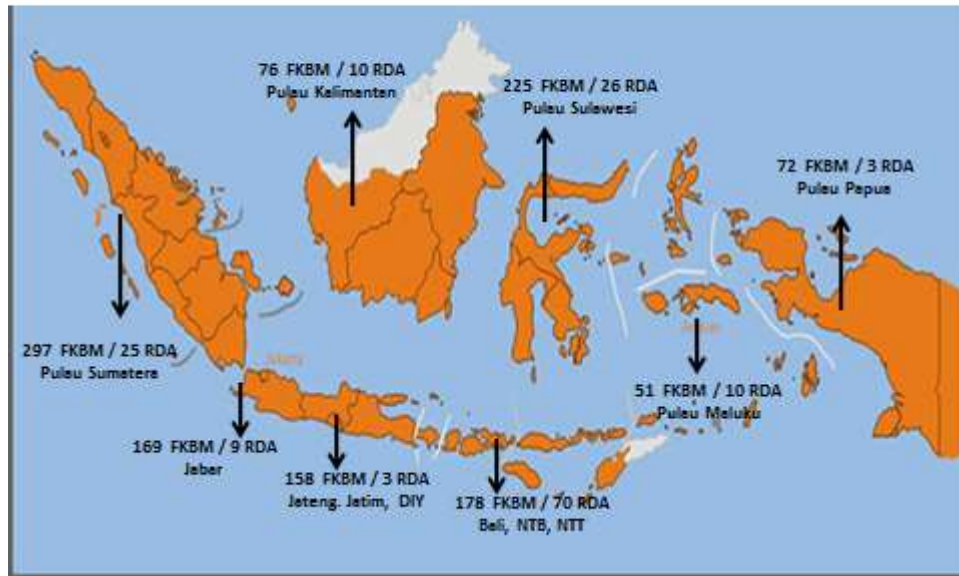 76 FKBM / 10 RDA
Pulau Kalimantan
225 FKBM / 26 RDA
Pulau Sulawesi
72 FKBM / 3 RDA
Pulau Papua
297 FKBM / 25 RDA
Pulau Sumatera
51 FKBM / 10 RDA
Pulau Maluku
169 FKBM / 9 RDA
Jabar
158 FKBM / 3 RDA
Jateng. Jatim, DIY
178 FKBM / 70 RDA
Bali, NTB, NTT